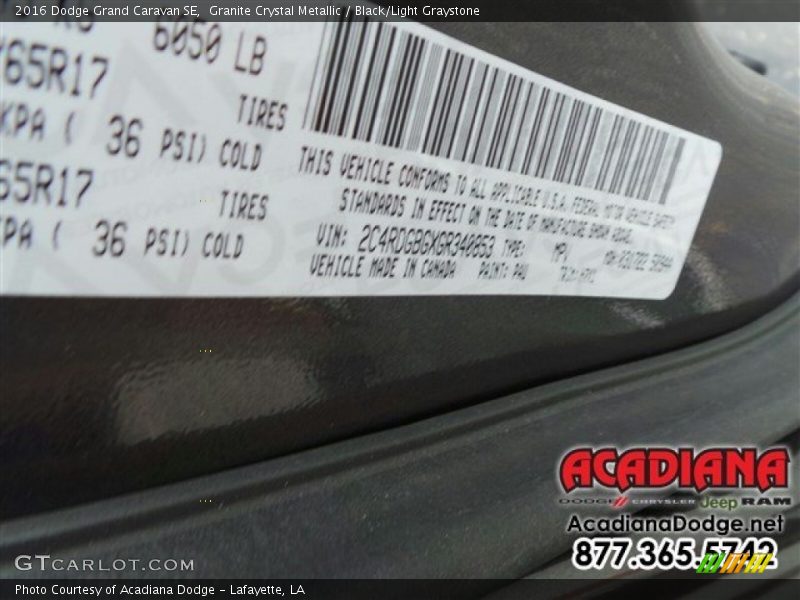 2016 Dodge Grand Caravan SE,  Granite Crystal Metallic / Black/Light Graystone
6050 LB
65R17
TIRES
KPA ( 36 PSI) COLD
65R17
TIRES
KPA ( 36 PSI) COLD
THIS VEHICLE CONFORMS TO ALL APPLICABLE U.S.A. FEDERAL MOTOR VEHICLE SAFETY
STANDARDS IN EFFECT ON THE DATE OF MANUFACTURE SHOWN ABOVE.
VIN: 2C4RDGBGXGR340853 TYPE: MPV
VEHICLE MADE IN CANADA PAINT: PAU
ACADIANA
DODGE CHRYSLER Jeep RAM
AcadianaDodge.net
877.365.5742
GTCARLOT.COM
Photo Courtesy of Acadiana Dodge - Lafayette, LA